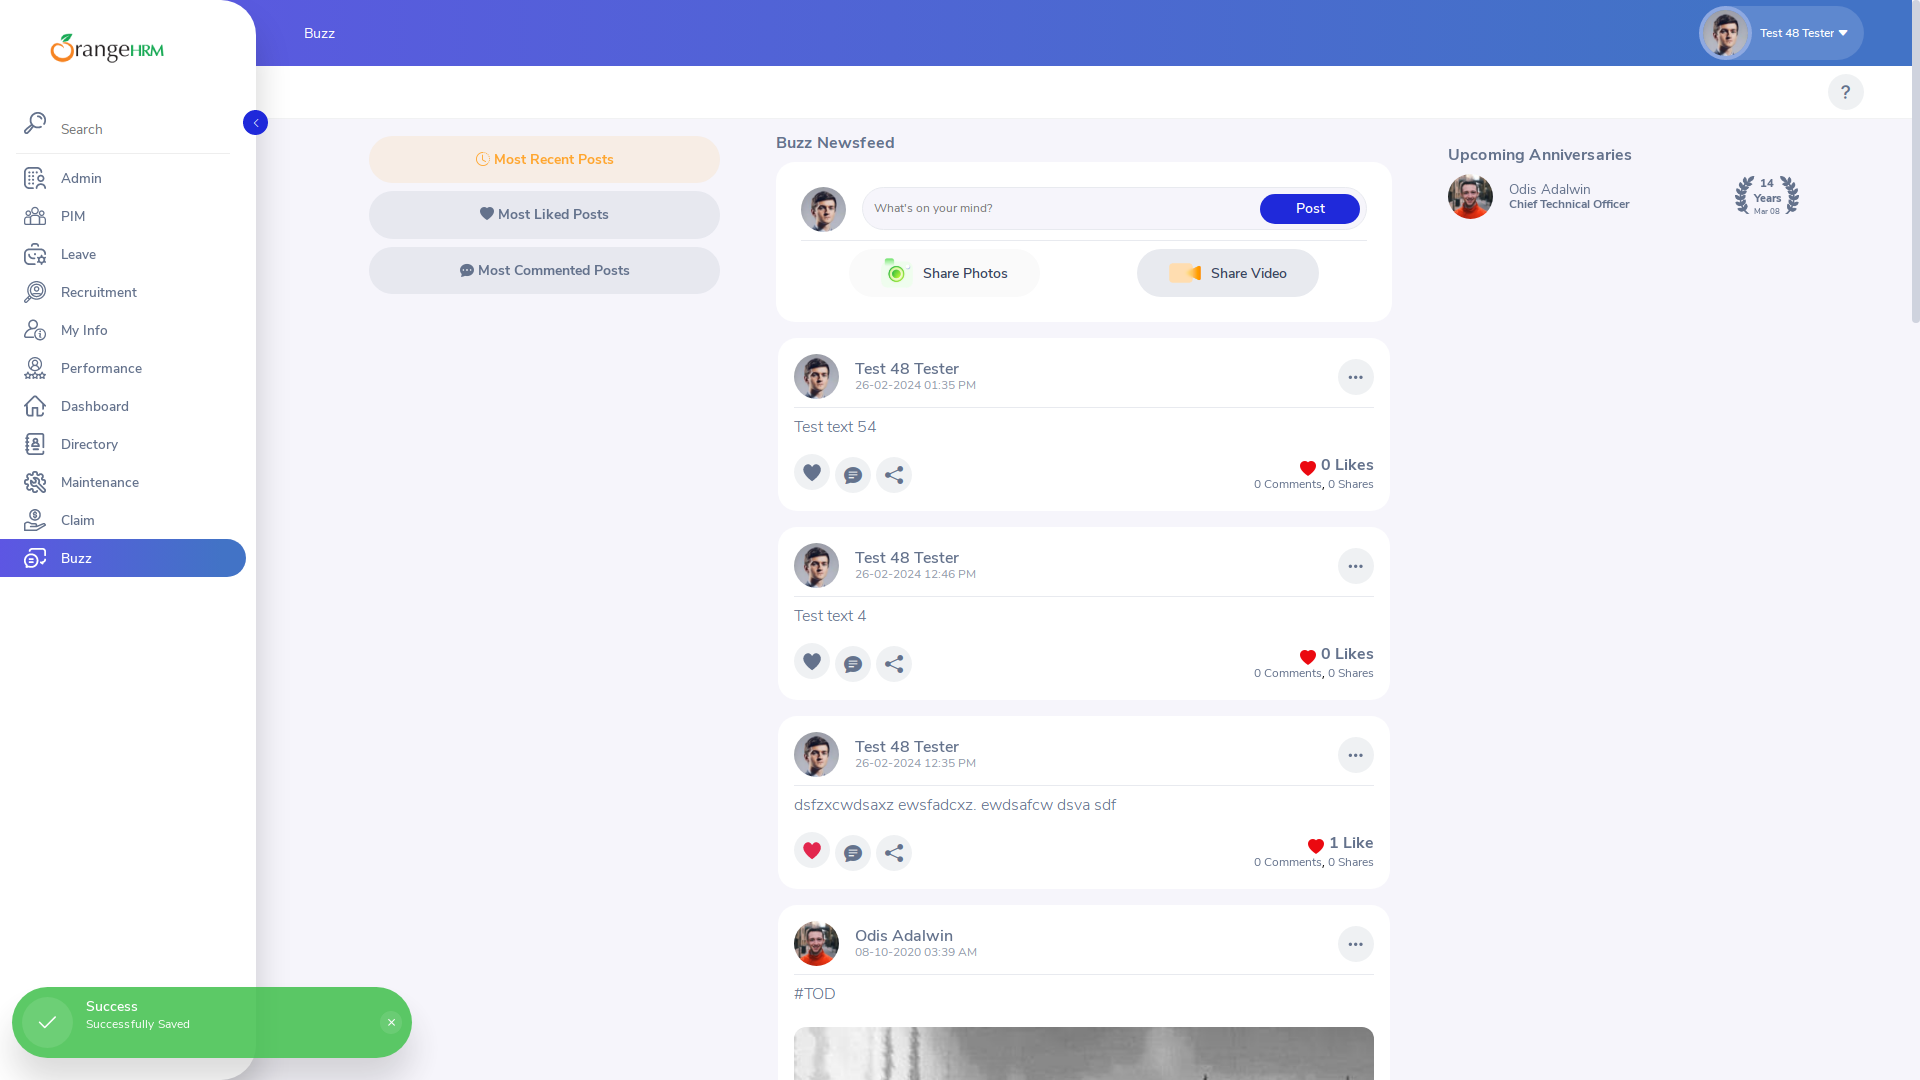 OrangeHRM
Search
Admin
PIM
Leave
Recruitment
My Info
Performance
Dashboard
Directory
Maintenance
Claim
Buzz
Buzz
Test 48 Tester
?
Most Recent Posts
Most Liked Posts
Most Commented Posts
Buzz Newsfeed
What's on your mind?
Post
Share Photos
Share Video
Test 48 Tester
26-02-2024 01:35 PM
Test text 54
0 Likes
0 Comments, 0 Shares
Test 48 Tester
26-02-2024 12:46 PM
Test text 4
0 Likes
0 Comments, 0 Shares
Test 48 Tester
26-02-2024 12:35 PM
dsfzxcwdsaxz ewsfadcxz. ewdsafcw dsva sdf
1 Like
0 Comments, 0 Shares
Odis Adalwin
08-10-2020 03:39 AM
#TOD
Upcoming Anniversaries
Odis Adalwin
Chief Technical Officer
14
Years
Mar 08
Success
Successfully Saved